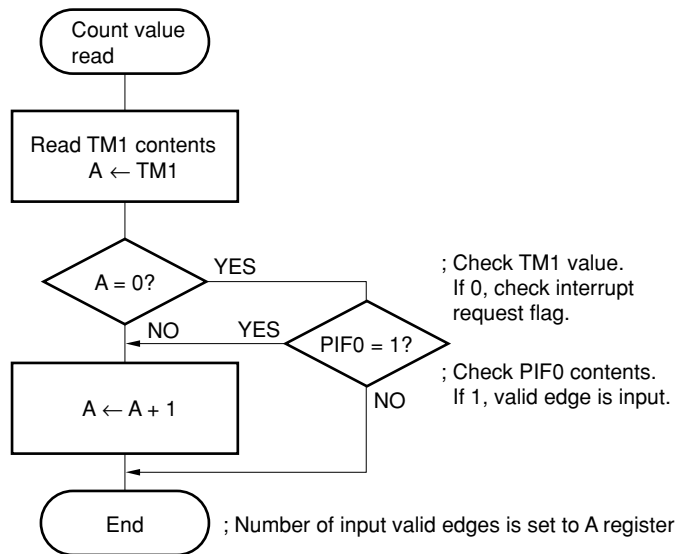 Count value
read
Read TM1 contents
A ← TM1
A = 0?
YES
; Check TM1 value.
If 0, check interrupt
request flag.
NO
YES
PIF0 = 1?
; Check PIF0 contents.
If 1, valid edge is input.
NO
A ← A + 1
End
; Number of input valid edges is set to A register